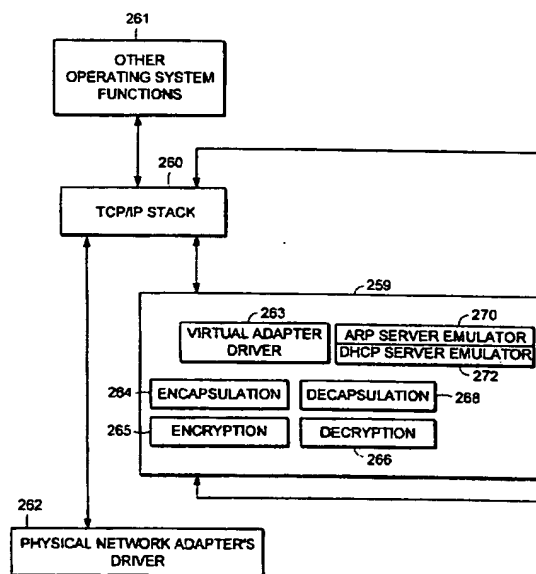 261
OTHER
OPERATING SYSTEM
FUNCTIONS
260
TCP/IP STACK
259
263
VIRTUAL ADAPTER
DRIVER
270
ARP SERVER EMULATOR
DHCP SERVER EMULATOR
272
264
ENCAPSULATION
DECAPSULATION
268
265
ENCRYPTION
DECRYPTION
266
262
PHYSICAL NETWORK ADAPTER'S
DRIVER